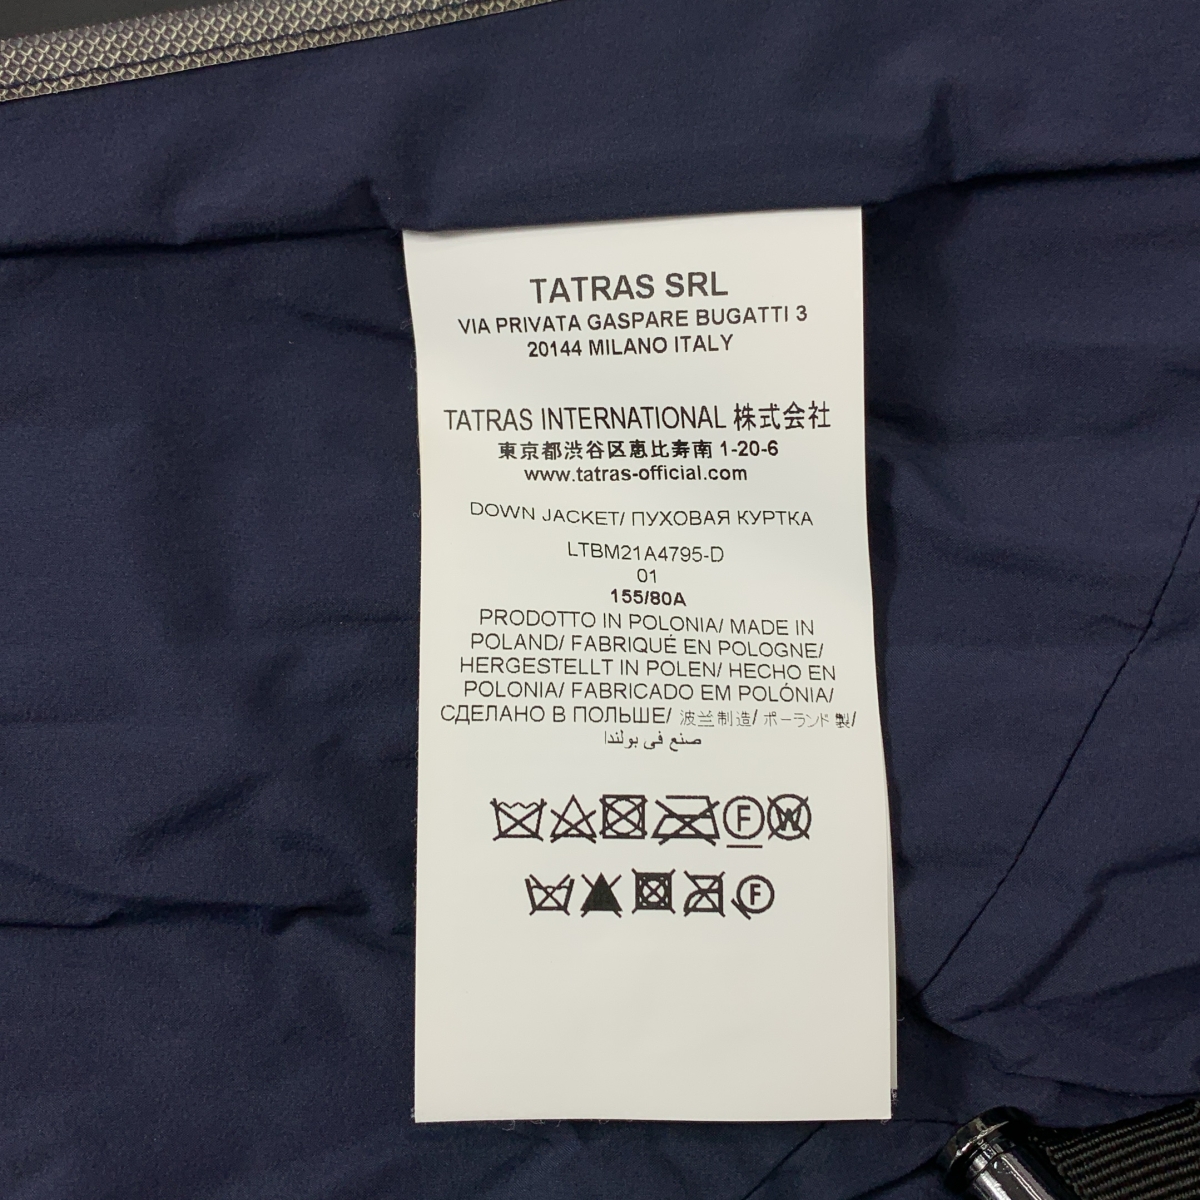 TATRAS SRL
VIA PRIVATA GASPARE BUGATTI 3
20144 MILANO ITALY
TATRAS INTERNATIONAL 株式会社
東京都渋谷区恵比寿南 1-20-6
www.tatras-official.com
DOWN JACKET/ ПУХОВАЯ КУРТКА
LTBM21A4795-D
01
155/80A
PRODOTTO IN POLONIA/ MADE IN
POLAND/ FABRIQUÉ EN POLOGNE/
HERGESTELLT IN POLEN/ HECHO EN
POLONIA/ FABRICADO EM POLÓNIA/
СДЕЛАНО В ПОЛЬШЕ/ 波兰制造/ ポーランド製/
صنع في بولندا
F W
F